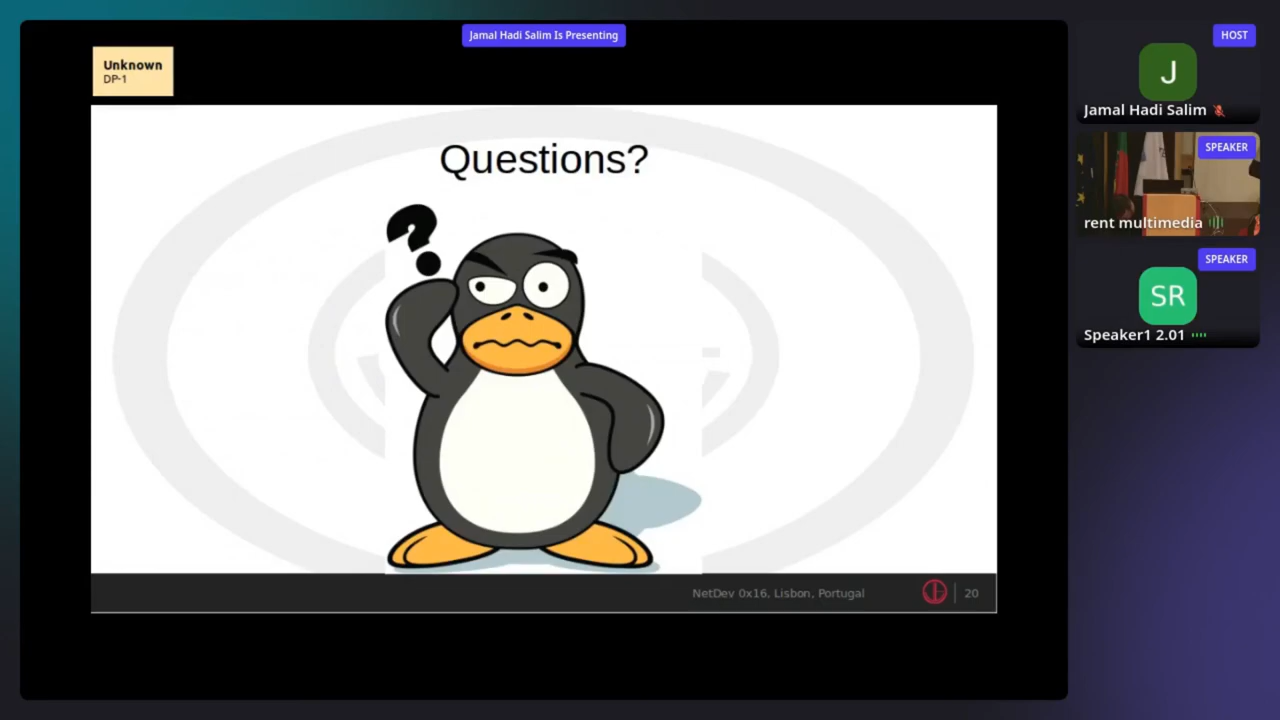 Jamal Hadi Salim Is Presenting
Unknown
DP-1
Questions?
?
NetDev 0x16, Lisbon, Portugal
20
HOST
J
Jamal Hadi Salim
SPEAKER
rent multimedia
SPEAKER
SR
Speaker1 2.01